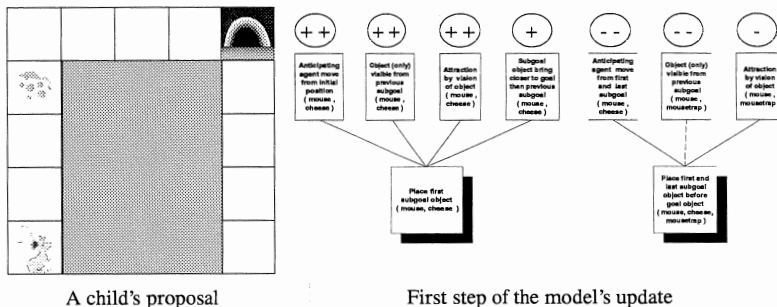 + +
+ +
+ +
+
- -
- -
-
Anticipating
agent move
from initial
position
( mouse ,
cheese )
Object (only)
visible from
previous
subgoal
( mouse ,
cheese )
Attraction
by vision
of object
( mouse ,
cheese )
Subgoal
object bring
closer to goal
than previous
subgoal
( mouse ,
cheese )
Anticipating
agent move
from first
and last
subgoal
( mouse ,
cheese )
Object (only)
visible from
previous
subgoal
( mouse ,
mousetrap )
Attraction
by vision
of object
( mouse ,
mousetrap )
Place first
subgoal object
( mouse, cheese )
Place first and
last subgoal
object before
goal object
(mouse, cheese,
mousetrap)
A child's proposal
First step of the model's update